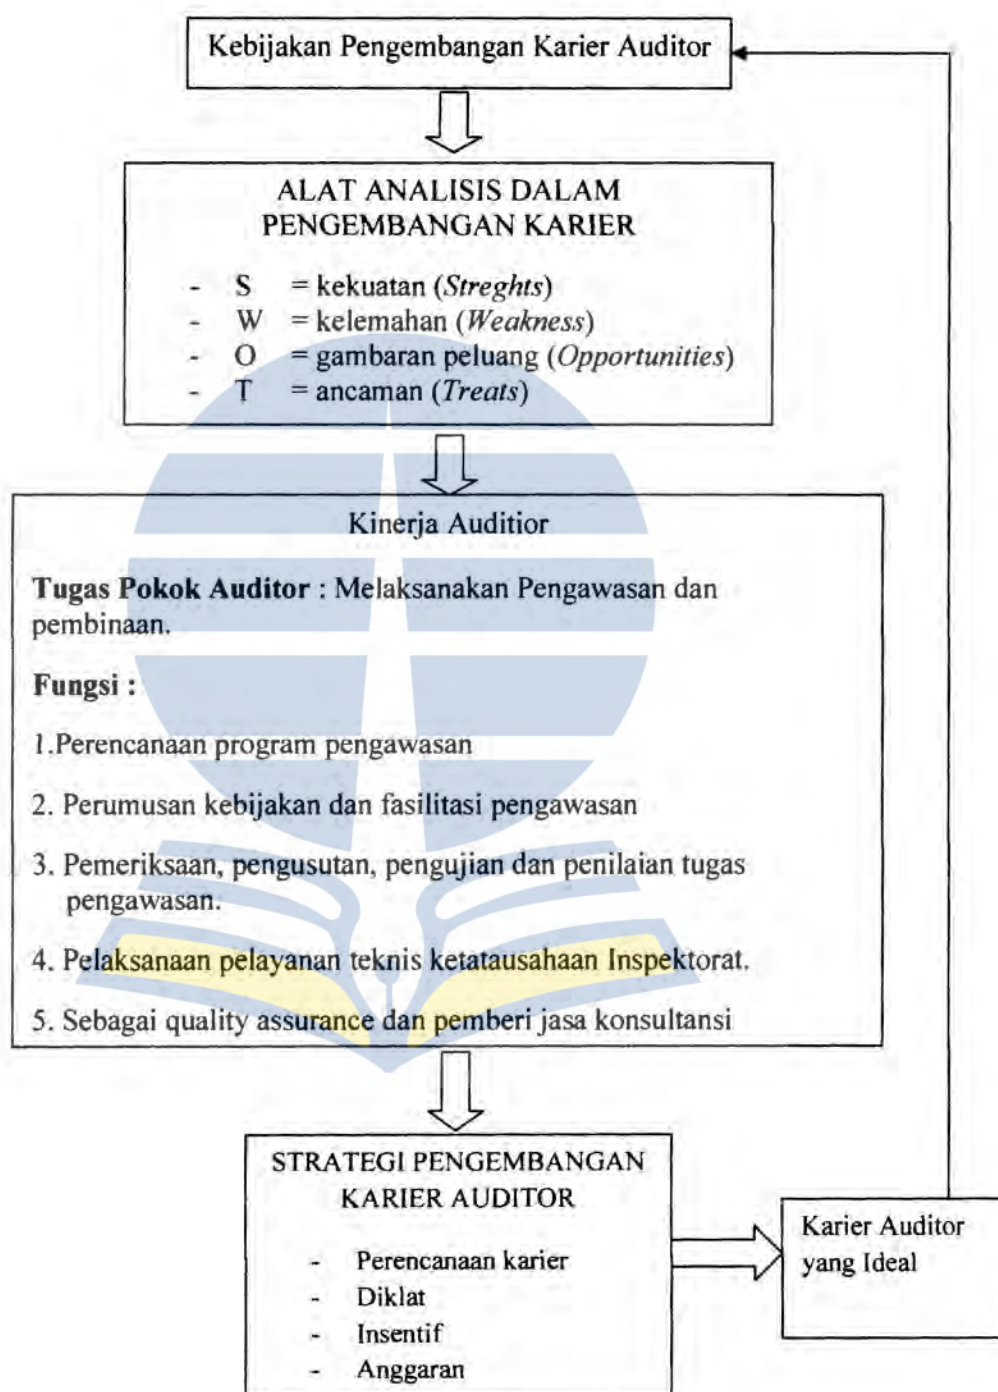 Kebijakan Pengembangan Karier Auditor
ALAT ANALISIS DALAM
PENGEMBANGAN KARIER
- S = kekuatan (Streghts)
- W = kelemahan (Weakness)
- O = gambaran peluang (Opportunities)
- T = ancaman (Treats)
Kinerja Auditior
Tugas Pokok Auditor : Melaksanakan Pengawasan dan
pembinaan.
Fungsi :
1.Perencanaan program pengawasan
2. Perumusan kebijakan dan fasilitasi pengawasan
3. Pemeriksaan, pengusutan, pengujian dan penilaian tugas
pengawasan.
4. Pelaksanaan pelayanan teknis ketatausahaan Inspektorat.
5. Sebagai quality assurance dan pemberi jasa konsultansi
STRATEGI PENGEMBANGAN
KARIER AUDITOR
- Perencanaan karier
- Diklat
- Insentif
- Anggaran
Karier Auditor
yang Ideal